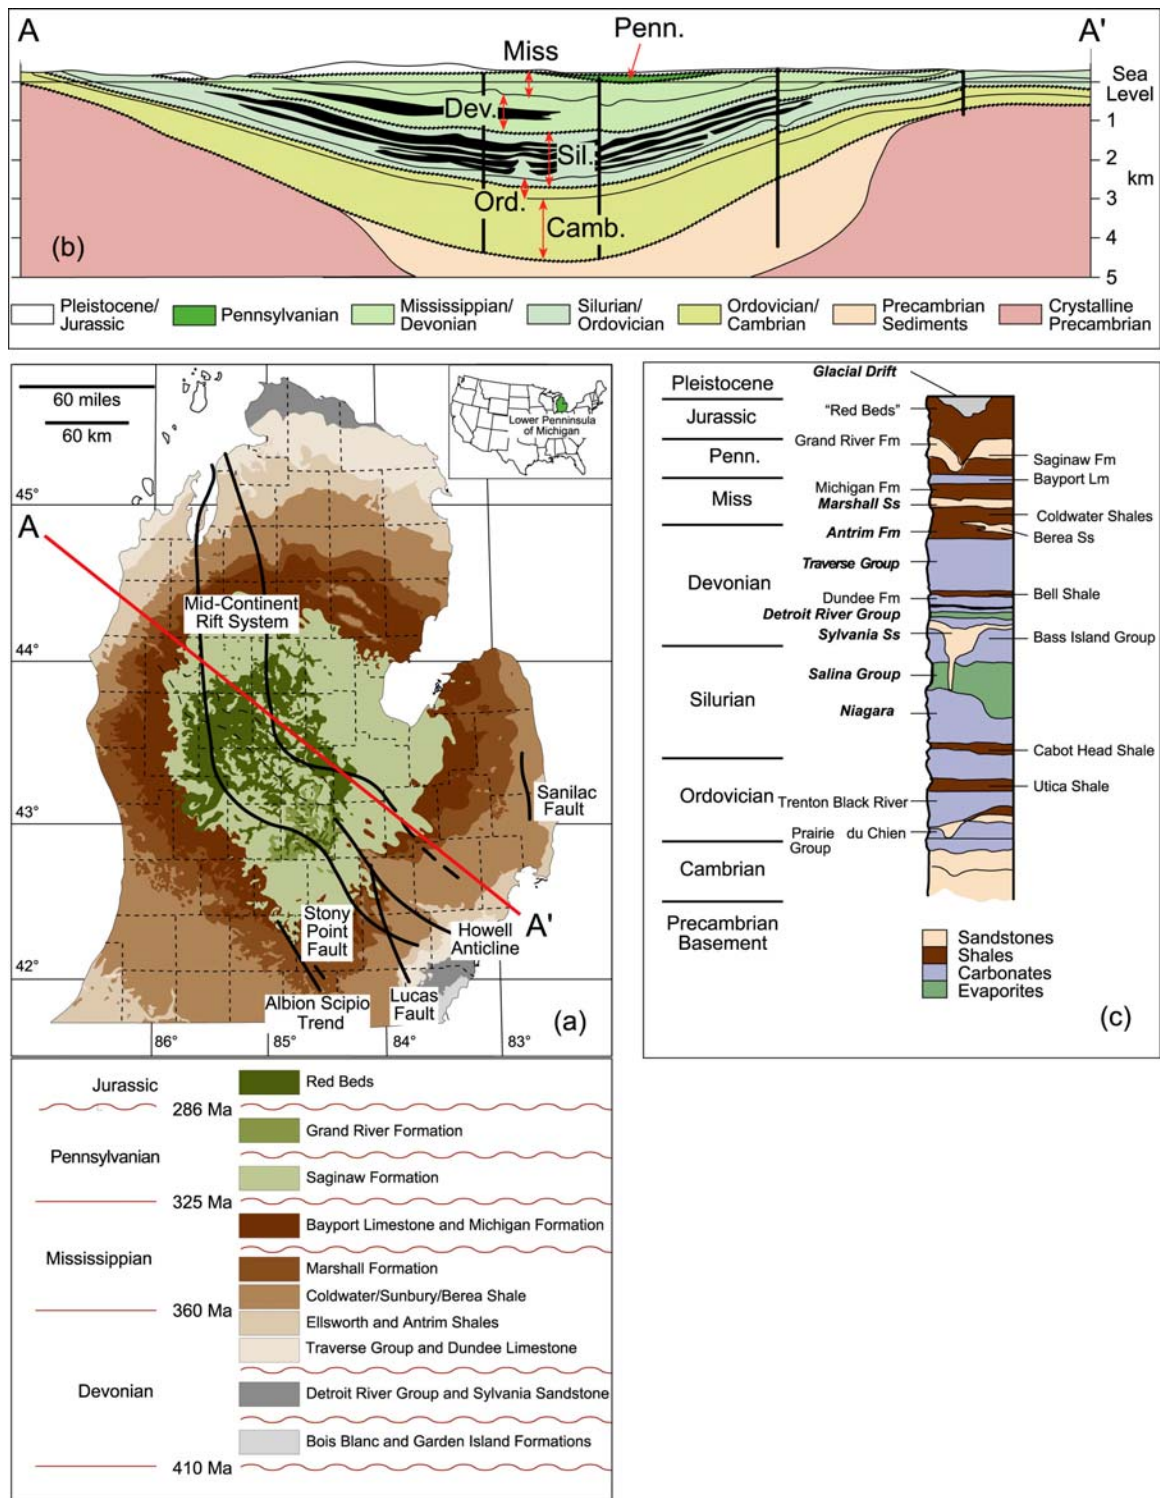 A
A'
Miss
Penn.
Dev.
Sil.
Ord.
Camb.
Sea
Level
1
2
km
3
4
5
(b)
Pleistocene/
Jurassic
Pennsylvanian
Mississippian/
Devonian
Silurian/
Ordovician
Ordovician/
Cambrian
Precambrian
Sediments
Crystalline
Precambrian
60 miles
60 km
Lower Penninsula
of Michigan
45°
A
Mid-Continent
Rift System
44°
43°
Sanilac
Fault
Stony
Point
Fault
A'
Howell
Anticline
42°
Albion Scipio
Trend
Lucas
Fault
(a)
86°
85°
84°
83°
Jurassic
Red Beds
286 Ma
Grand River Formation
Pennsylvanian
Saginaw Formation
325 Ma
Bayport Limestone and Michigan Formation
Mississippian
Marshall Formation
Coldwater/Sunbury/Berea Shale
360 Ma
Ellsworth and Antrim Shales
Traverse Group and Dundee Limestone
Devonian
Detroit River Group and Sylvania Sandstone
Bois Blanc and Garden Island Formations
410 Ma
Glacial Drift
Pleistocene
"Red Beds"
Jurassic
Grand River Fm
Penn.
Saginaw Fm
Bayport Lm
Michigan Fm
Miss
Marshall Ss
Coldwater Shales
Antrim Fm
Berea Ss
Traverse Group
Devonian
Dundee Fm
Bell Shale
Detroit River Group
Sylvania Ss
Bass Island Group
Salina Group
Silurian
Niagara
Cabot Head Shale
Utica Shale
Ordovician
Trenton Black River
Prairie du Chien
Group
Cambrian
Precambrian
Basement
Sandstones
Shales
Carbonates
Evaporites
(c)